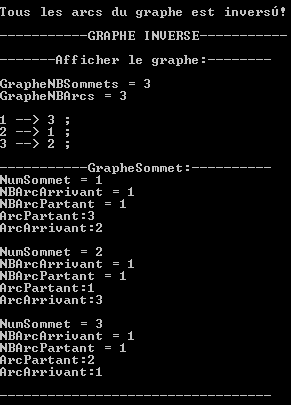 Tous les arcs du graphe est inversú!
------------GRAPHE INVERSE------------
-------Afficher le graphe:--------
GrapheNBSommets = 3
GrapheNBArcs = 3
1 --> 3 ;
2 --> 1 ;
3 --> 2 ;
-----------GrapheSommet:----------
NumSommet = 1
NBArcArrivant = 1
NBArcPartant = 1
ArcPartant:3
ArcArrivant:2
NumSommet = 2
NBArcArrivant = 1
NBArcPartant = 1
ArcPartant:1
ArcArrivant:3
NumSommet = 3
NBArcArrivant = 1
NBArcPartant = 1
ArcPartant:2
ArcArrivant:1
----------------------------------